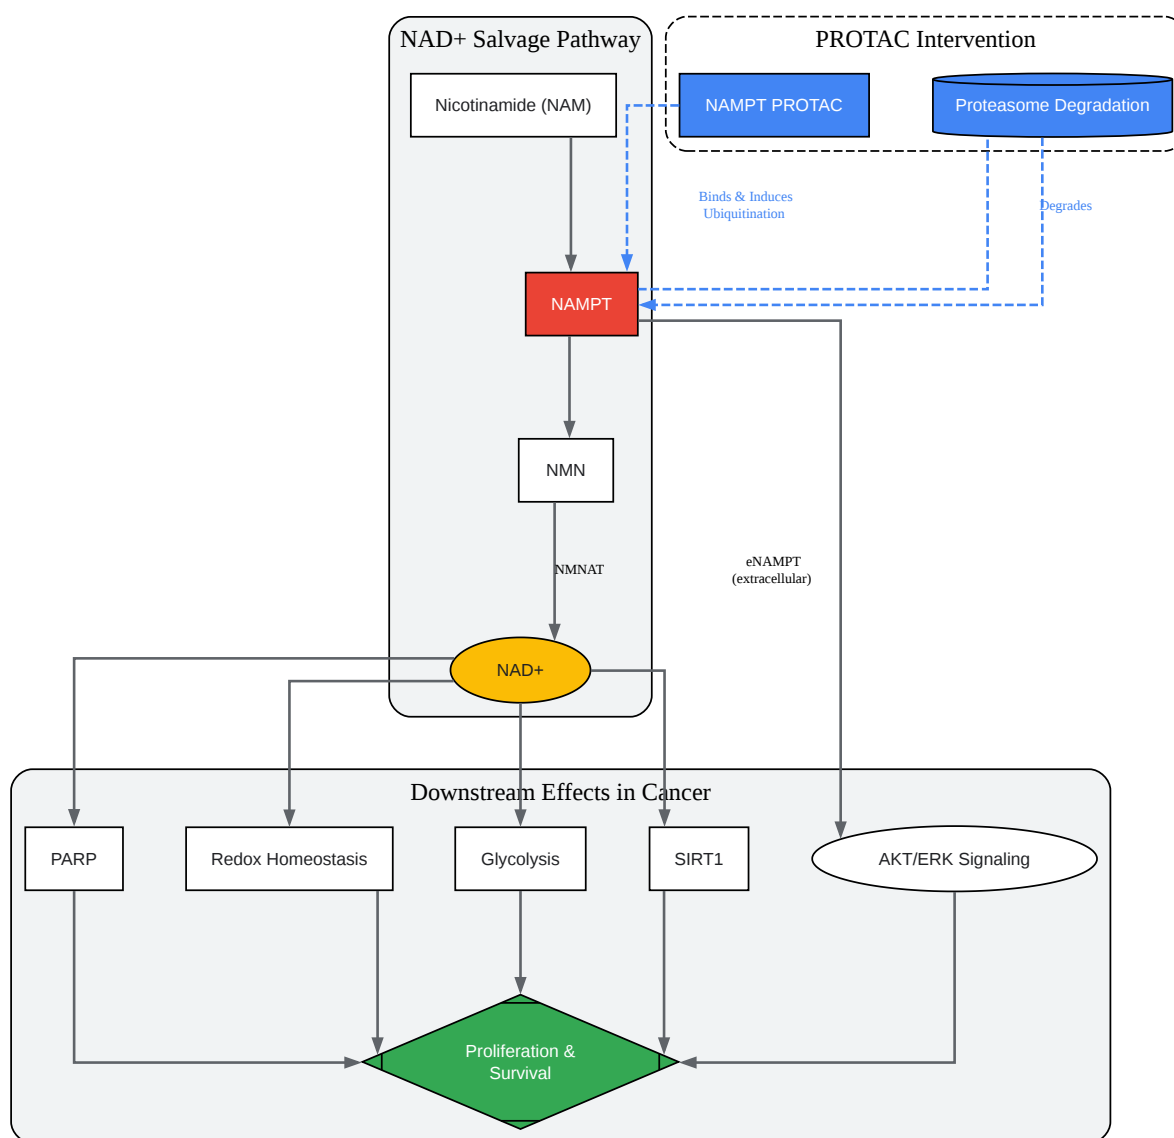 NAD+ Salvage Pathway
PROTAC Intervention
Nicotinamide (NAM)
NAMPT PROTAC
Proteasome Degradation
Binds & Induces
Ubiquitination
Degrades
NAMPT
NMN
NMNAT
eNAMPT
(extracellular)
NAD+
Downstream Effects in Cancer
PARP
Redox Homeostasis
Glycolysis
SIRT1
AKT/ERK Signaling
Proliferation &
Survival